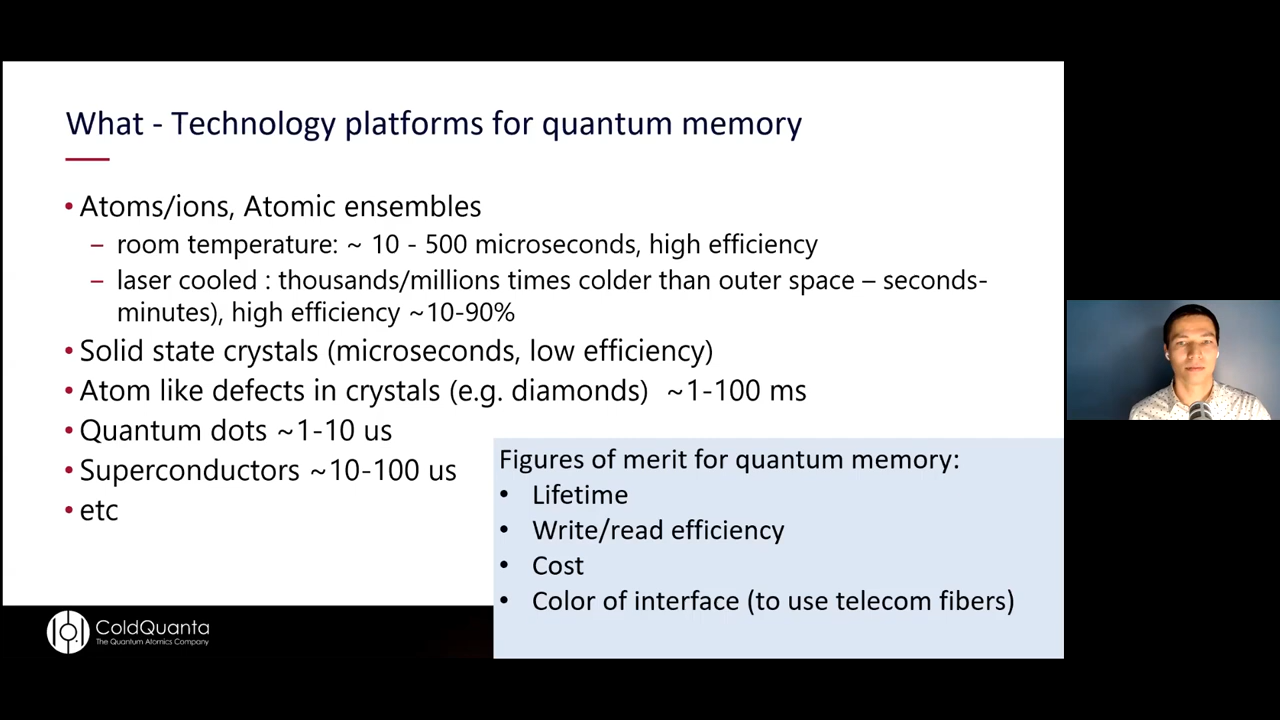 What - Technology platforms for quantum memory
• Atoms/ions, Atomic ensembles
– room temperature: ~ 10 - 500 microseconds, high efficiency
– laser cooled : thousands/millions times colder than outer space – seconds-
minutes), high efficiency ~10-90%
• Solid state crystals (microseconds, low efficiency)
• Atom like defects in crystals (e.g. diamonds) ~1-100 ms
• Quantum dots ~1-10 us
• Superconductors ~10-100 us
• etc
Figures of merit for quantum memory:
• Lifetime
• Write/read efficiency
• Cost
• Color of interface (to use telecom fibers)
ColdQuanta
The Quantum Atomics Company